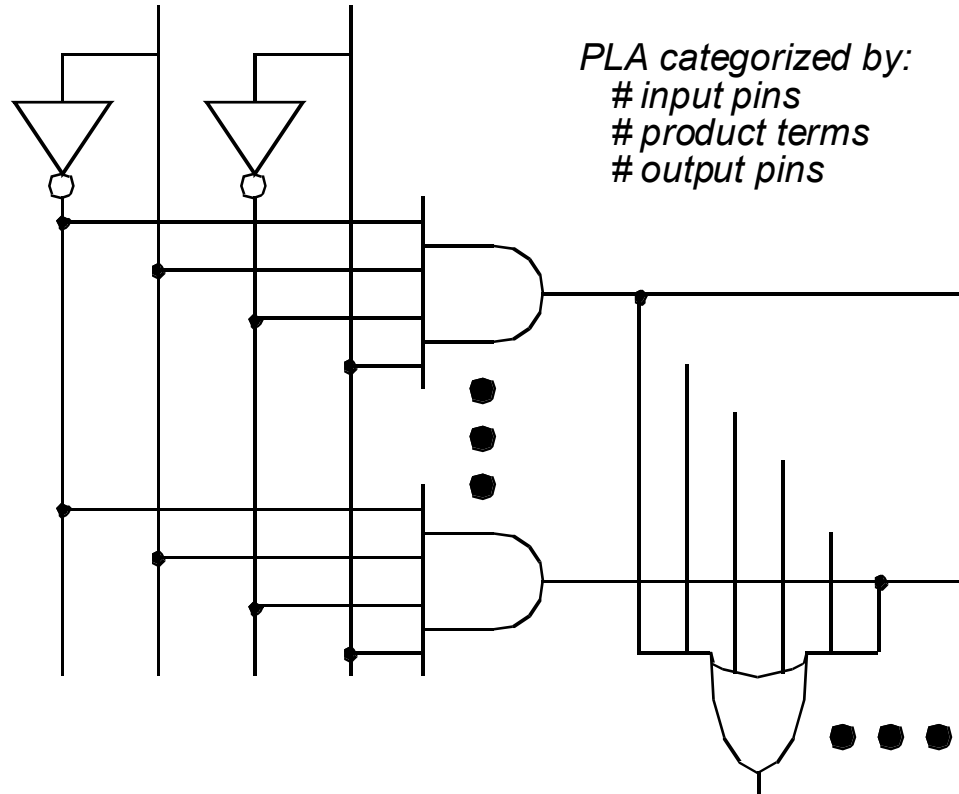 PLA categorized by:
# input pins
# product terms
# output pins